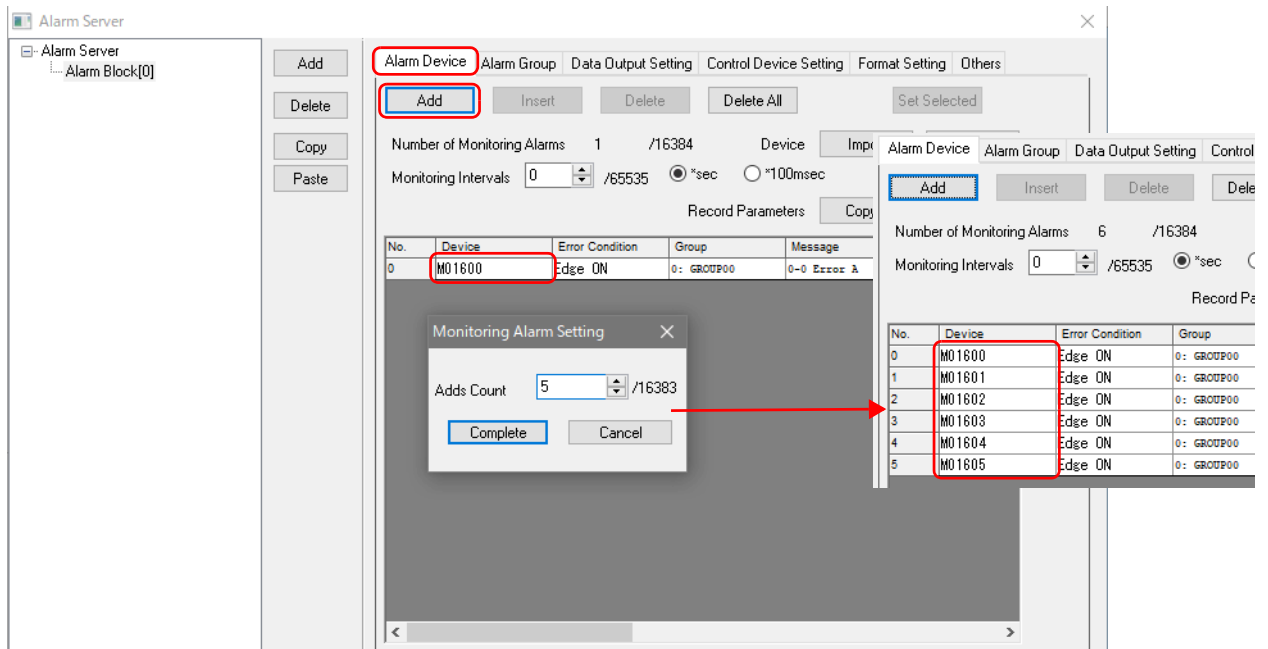 Alarm Server
Alarm Server
Alarm Block[0]
Add
Delete
Copy
Paste
Alarm Device Alarm Group Data Output Setting Control Device Setting Format Setting Others
Add Insert Delete Delete All Set Selected
Number of Monitoring Alarms 1 /16384 Device
Monitoring Intervals 0 /65535 *sec *100msec
Record Parameters Copy
No. Device Error Condition Group Message
0 M01600 Edge ON 0: GROUP00 0-0 Error A
Monitoring Alarm Setting
Adds Count 5 /16383
Complete Cancel
Alarm Device Alarm Group Data Output Setting Control
Add Insert Delete Dele
Number of Monitoring Alarms 6 /16384
Monitoring Intervals 0 /65535 *sec
Record Pa
No. Device Error Condition Group
0 M01600 Edge ON 0: GROUP00
1 M01601 Edge ON 0: GROUP00
2 M01602 Edge ON 0: GROUP00
3 M01603 Edge ON 0: GROUP00
4 M01604 Edge ON 0: GROUP00
5 M01605 Edge ON 0: GROUP00